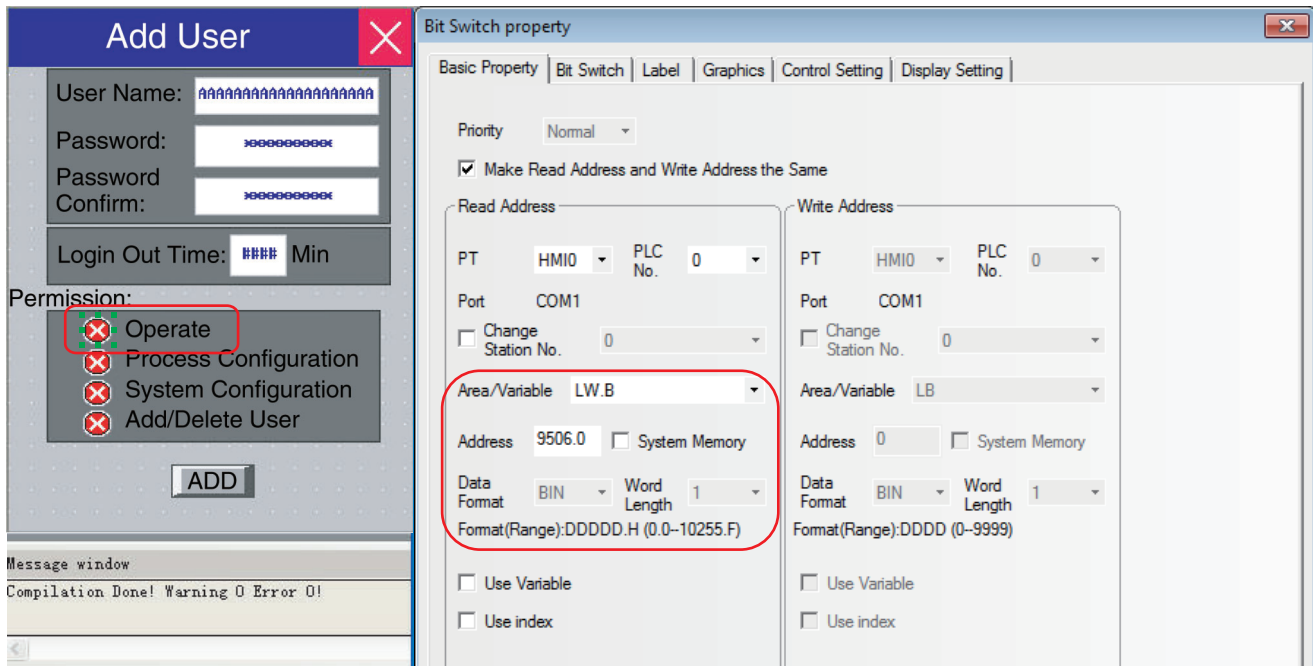 Add User
User Name: AAAAAAAAAAAAAAAAAAAA
Password: **********
Password
Confirm: **********
Login Out Time: #### Min
Permission:
Operate
Process Configuration
System Configuration
Add/Delete User
ADD
Message window
Compilation Done! Warning 0 Error 0!
Bit Switch property
Basic Property Bit Switch Label Graphics Control Setting Display Setting
Priority Normal
Make Read Address and Write Address the Same
Read Address
PT HMI0 PLC No. 0
Port COM1
Change Station No. 0
Area/Variable LW.B
Address 9506.0 System Memory
Data Format BIN Word Length 1
Format(Range):DDDDD.H (0.0--10255.F)
Use Variable
Use index
Write Address
PT HMI0 PLC No. 0
Port COM1
Change Station No. 0
Area/Variable LB
Address 0 System Memory
Data Format BIN Word Length 1
Format(Range):DDDD (0--9999)
Use Variable
Use index